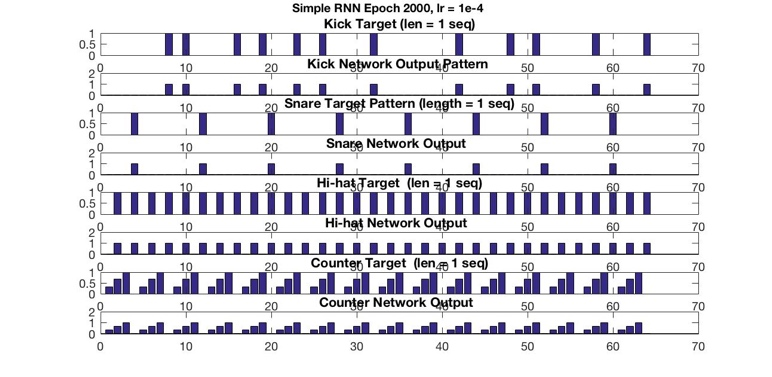 Simple RNN Epoch 2000, lr = 1e-4
Kick Target (len = 1 seq)
1
0.5
0
0 10 20 30 40 50 60 70
Kick Network Output Pattern
2
1
0
0 10 20 30 40 50 60 70
Snare Target Pattern (length = 1 seq)
1
0.5
0
0 10 20 30 40 50 60 70
Snare Network Output
2
1
0
0 10 20 30 40 50 60 70
Hi-hat Target (len = 1 seq)
1
0.5
0
0 10 20 30 40 50 60 70
Hi-hat Network Output
2
1
0
0 10 20 30 40 50 60 70
Counter Target (len = 1 seq)
1
0.5
0
0 10 20 30 40 50 60 70
Counter Network Output
2
1
0
0 10 20 30 40 50 60 70